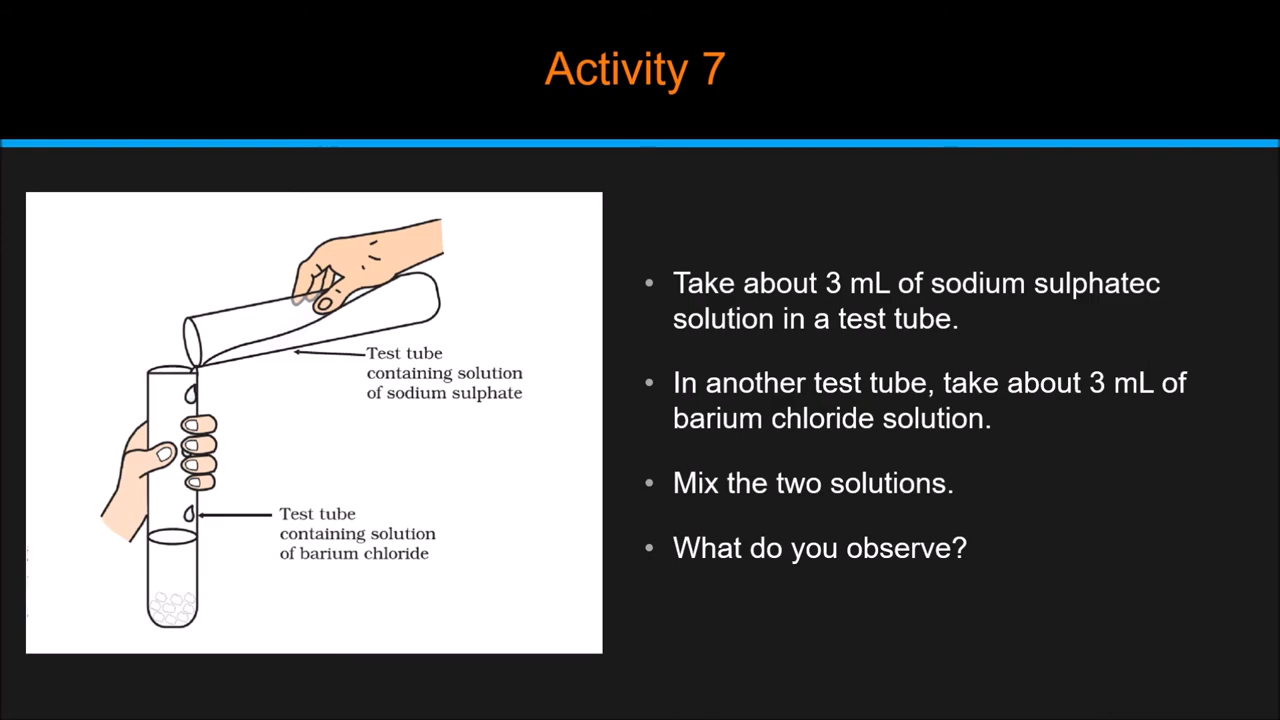 Activity 7
Test tube
containing solution
of sodium sulphate
Test tube
containing solution
of barium chloride
• Take about 3 mL of sodium sulphatec
solution in a test tube.
• In another test tube, take about 3 mL of
barium chloride solution.
• Mix the two solutions.
• What do you observe?